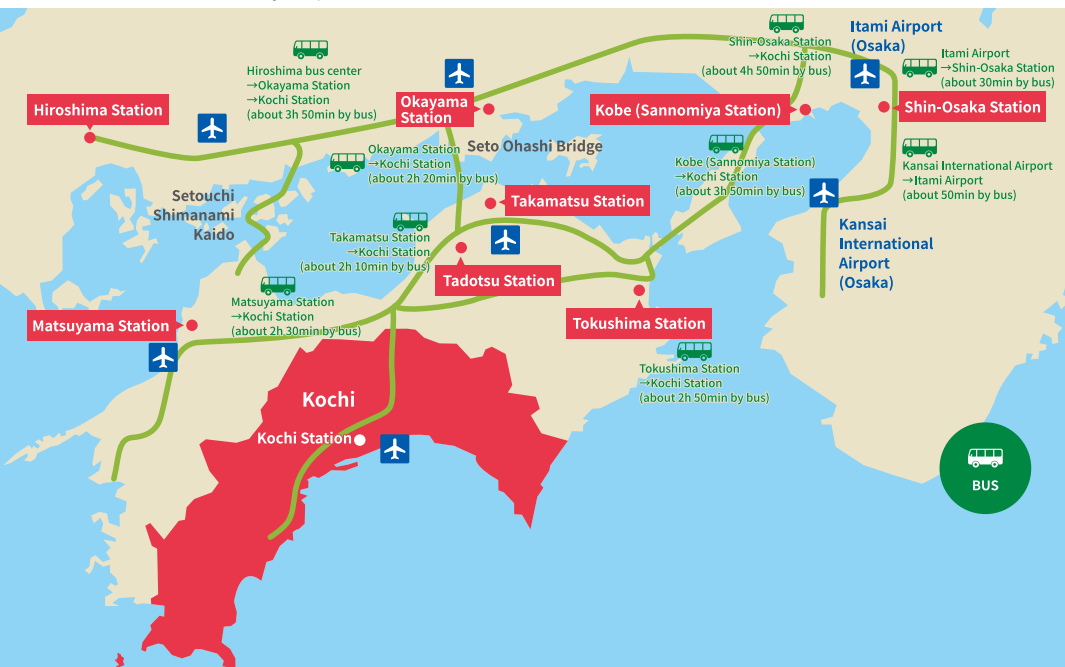 Itami Airport
(Osaka)
Shin-Osaka Station
→Kochi Station
(about 4h 50min by bus)
Itami Airport
→Shin-Osaka Station
(about 30min by bus)
Hiroshima bus center
→Okayama Station
→Kochi Station
(about 3h 50min by bus)
Hiroshima Station
Okayama
Station
Kobe (Sannomiya Station)
Shin-Osaka Station
Okayama Station
→Kochi Station
(about 2h 20min by bus)
Seto Ohashi Bridge
Kobe (Sannomiya Station)
→Kochi Station
(about 3h 50min by bus)
Kansai International Airport
→Itami Airport
(about 50min by bus)
Setouchi
Shimanami
Kaido
Takamatsu Station
Takamatsu Station
→Kochi Station
(about 2h 10min by bus)
Kansai
International
Airport
(Osaka)
Tadotsu Station
Matsuyama Station
→Kochi Station
(about 2h 30min by bus)
Matsuyama Station
Tokushima Station
Tokushima Station
→Kochi Station
(about 2h 50min by bus)
Kochi
Kochi Station
BUS